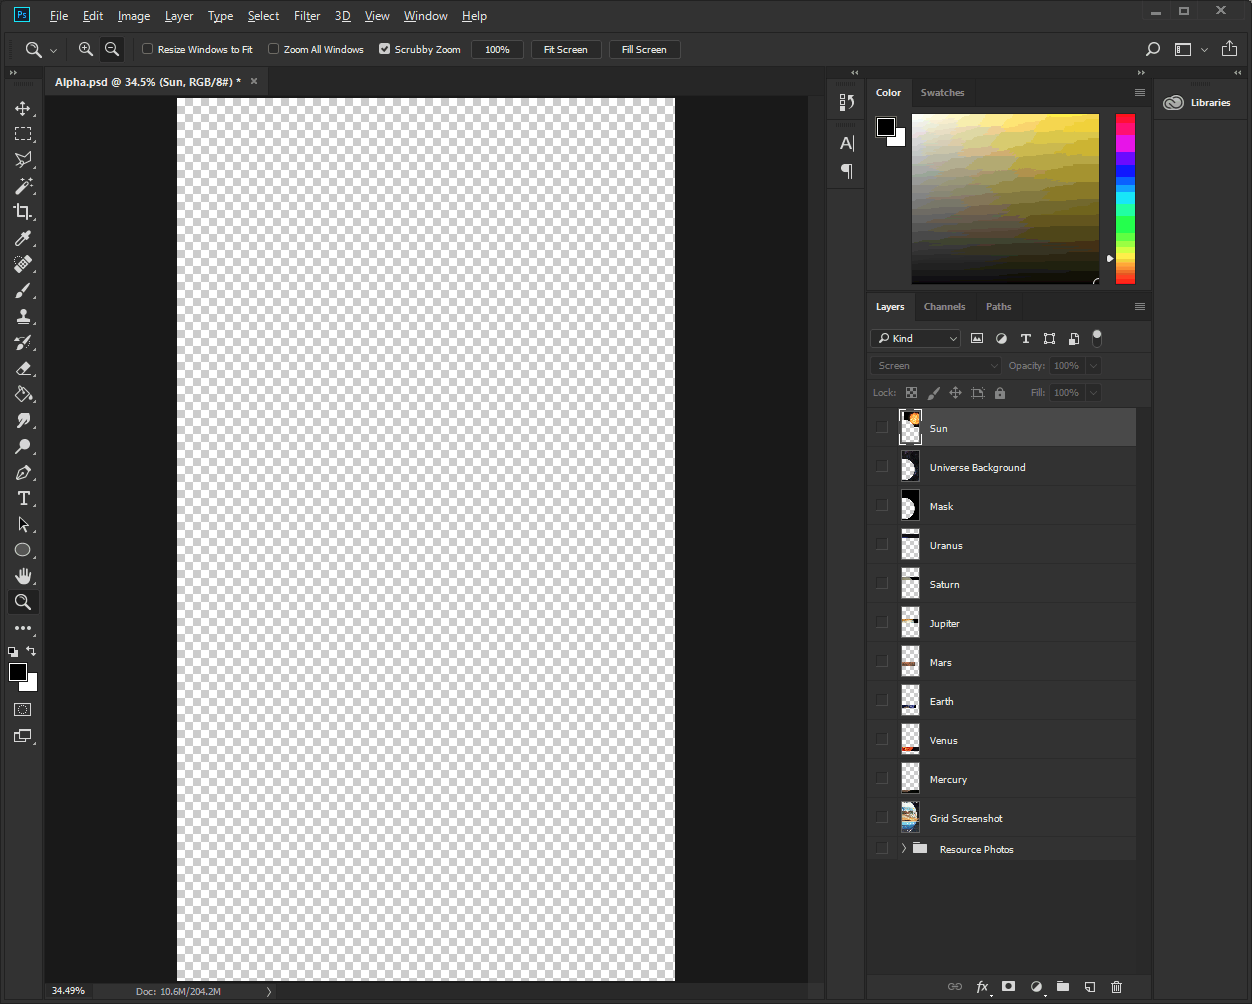 Ps File Edit Image Layer Type Select Filter 3D View Window Help
Resize Windows to Fit Zoom All Windows Scrubby Zoom 100% Fit Screen Fill Screen
Alpha.psd @ 34.5% (Sun, RGB/8#) * ×
Color Swatches
Libraries
A
Layers Channels Paths
Kind
T
Screen Opacity: 100%
Lock: Fill: 100%
Sun
Universe Background
Mask
Uranus
Saturn
Jupiter
Mars
Earth
Venus
Mercury
Grid Screenshot
Resource Photos
T
34.49% Doc: 10.6M/204.2M
fx